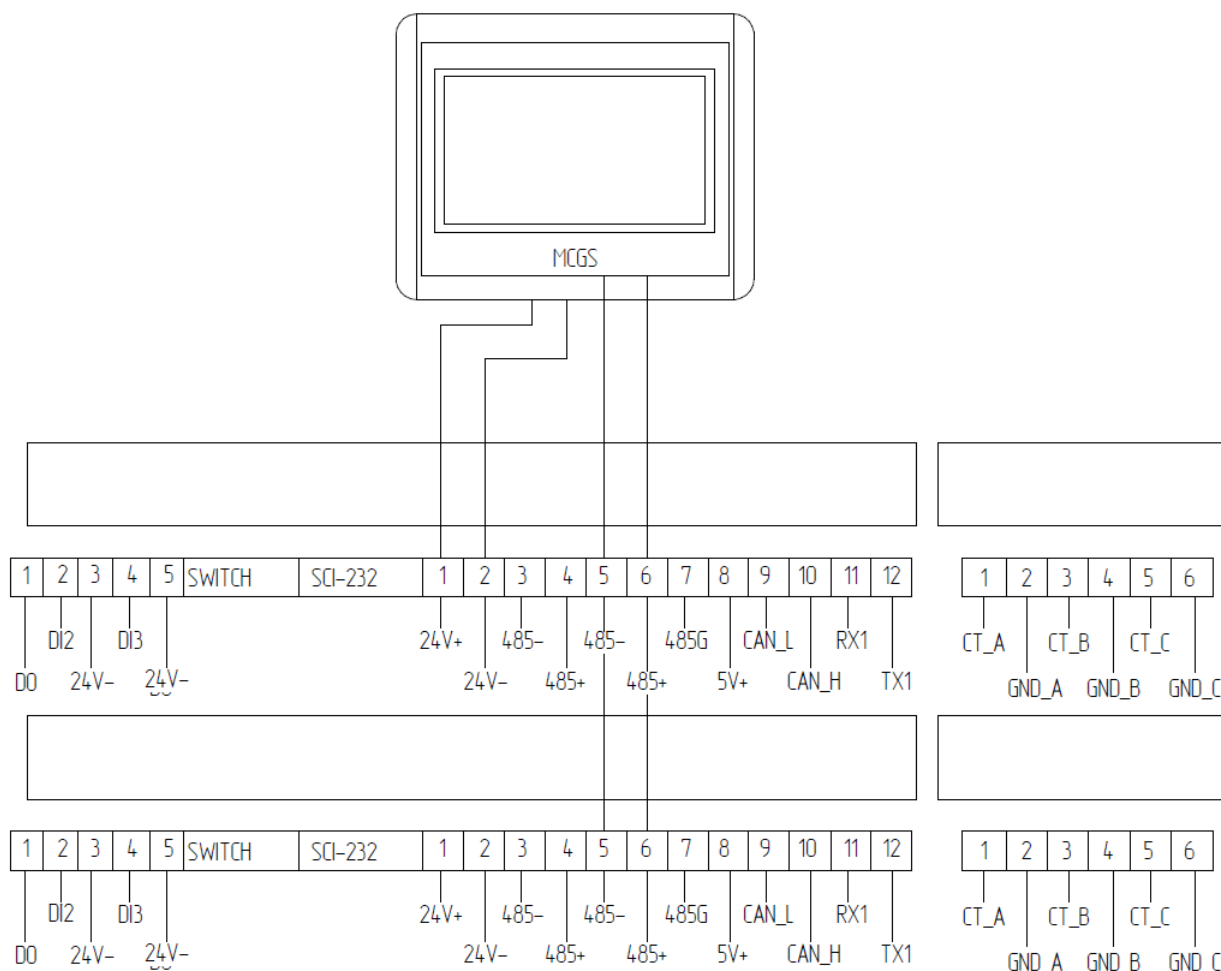 MCGS
1 2 3 4 5 SWITCH SCI-232 1 2 3 4 5 6 7 8 9 10 11 12 1 2 3 4 5 6
DI2 DI3 24V+ 485- 485- 485G CAN_L RX1 CT_A CT_B CT_C
DO 24V- 24V- 24V- 485+ 485+ 5V+ CAN_H TX1 GND_A GND_B GND_C
1 2 3 4 5 SWITCH SCI-232 1 2 3 4 5 6 7 8 9 10 11 12 1 2 3 4 5 6
DI2 DI3 24V+ 485- 485- 485G CAN_L RX1 CT_A CT_B CT_C
DO 24V- 24V- 24V- 485+ 485+ 5V+ CAN_H TX1 GND_A GND_B GND_C